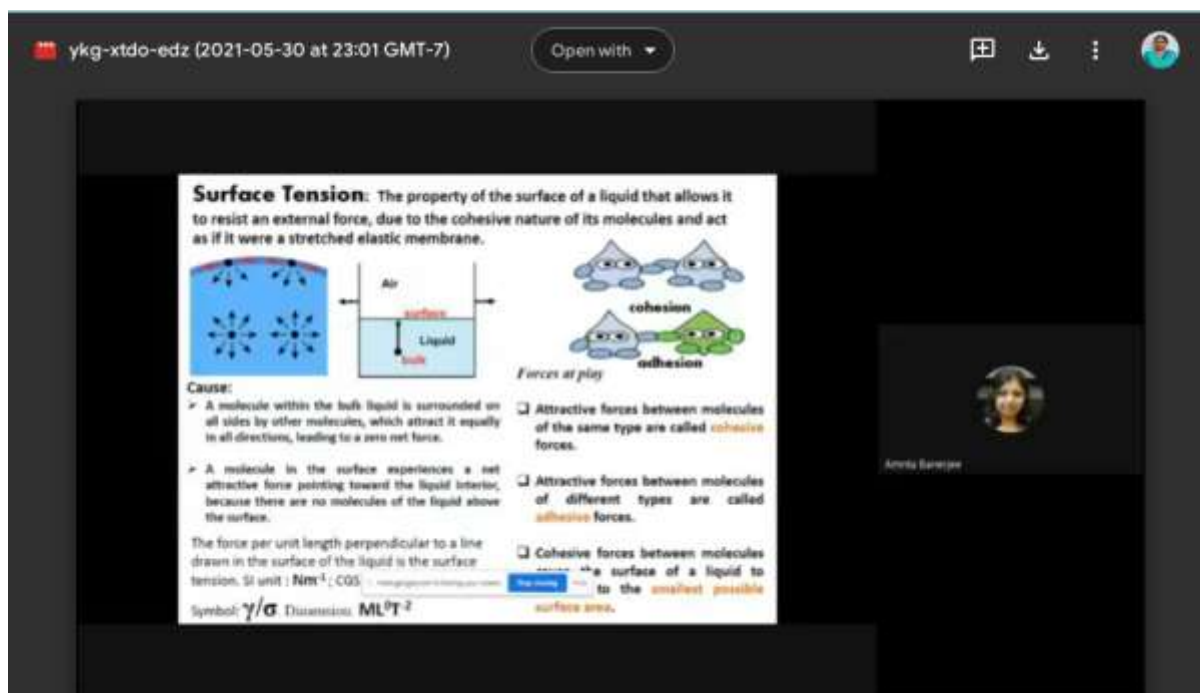 ykg-xtdo-edz (2021-05-30 at 23:01 GMT-7)
Open with
Surface Tension: The property of the surface of a liquid that allows it
to resist an external force, due to the cohesive nature of its molecules and act
as if it were a stretched elastic membrane.
Air
surface
Liquid
bulk
cohesion
adhesion
Forces at play
Cause:
➢ A molecule within the bulk liquid is surrounded on
all sides by other molecules, which attract it equally
in all directions, leading to a zero net force.
➢ A molecule in the surface experiences a net
attractive force pointing toward the liquid interior,
because there are no molecules of the liquid above
the surface.
The force per unit length perpendicular to a line
drawn in the surface of the liquid is the surface
tension. SI unit : Nm⁻¹ ; CGS
Symbol: γ/σ Dimension: ML⁰T⁻²
❑ Attractive forces between molecules
of the same type are called cohesive
forces.
❑ Attractive forces between molecules
of different types are called
adhesive forces.
❑ Cohesive forces between molecules
the surface of a liquid to
to the smallest possible
surface area.
Stop sharing
Hide
Amrita Banerjee